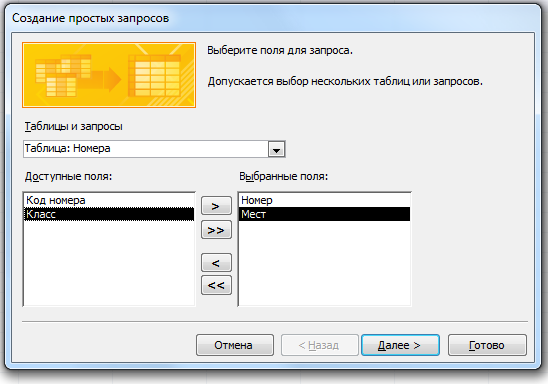 Создание простых запросов
Выберите поля для запроса.
Допускается выбор нескольких таблиц или запросов.
Таблицы и запросы
Таблица: Номера
Доступные поля:
Выбранные поля:
Код номера
Класс
>
>>
<
<<
Номер
Мест
Отмена
< Назад
Далее >
Готово